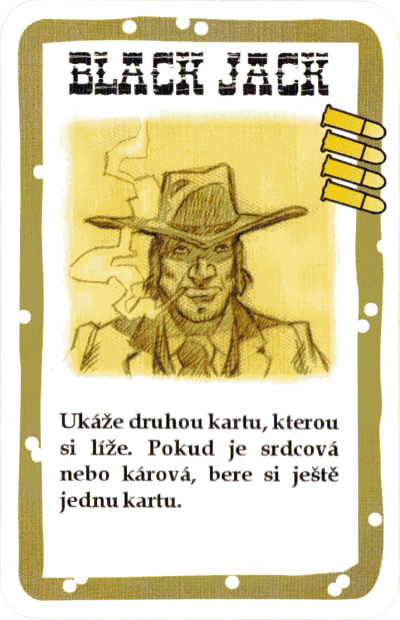 BLACK JACK
Ukáže druhou kartu, kterou
si líže. Pokud je srdcová
nebo kárová, bere si ještě
jednu kartu.